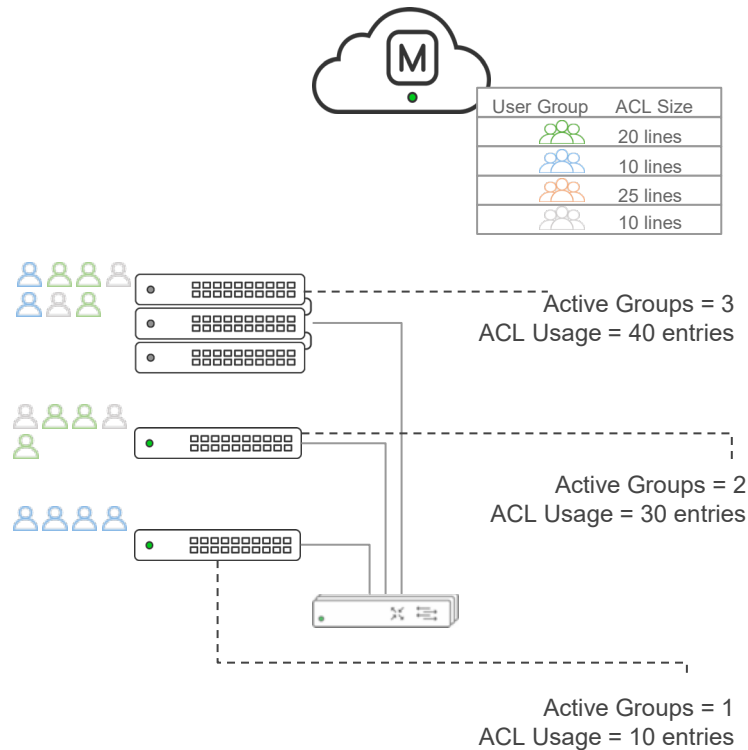 M
User Group ACL Size
20 lines
10 lines
25 lines
10 lines
Active Groups = 3
ACL Usage = 40 entries
Active Groups = 2
ACL Usage = 30 entries
Active Groups = 1
ACL Usage = 10 entries